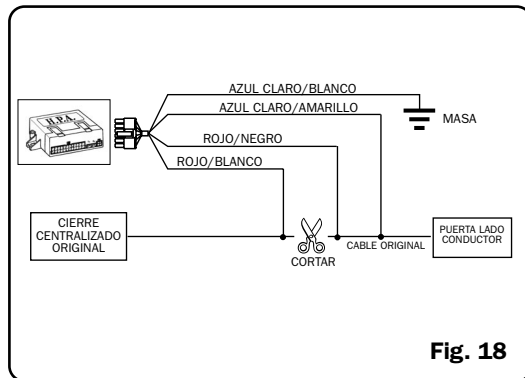 AZUL CLARO/BLANCO
AZUL CLARO/AMARILLO
MASA
H.P.A.
ROJO/NEGRO
ROJO/BLANCO
CIERRE
CENTRALIZADO
ORIGINAL
CORTAR
CABLE ORIGINAL
PUERTA LADO
CONDUCTOR
Fig. 18